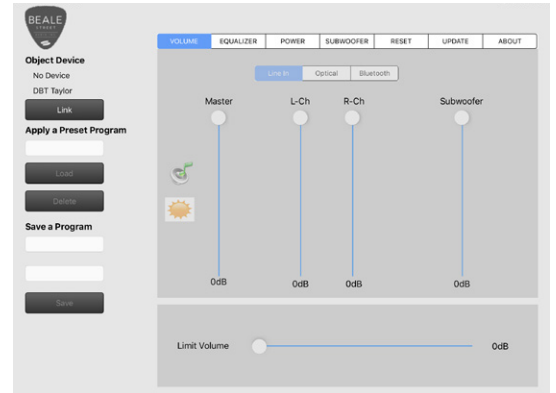 BEALE
STREET
Object Device
No Device
DBT Taylor
Link
Apply a Preset Program
Load
Delete
Save a Program
Save
VOLUME EQUALIZER POWER SUBWOOFER RESET UPDATE ABOUT
Line In Optical Bluetooth
Master L-Ch R-Ch Subwoofer
0dB 0dB 0dB 0dB
Limit Volume 0dB